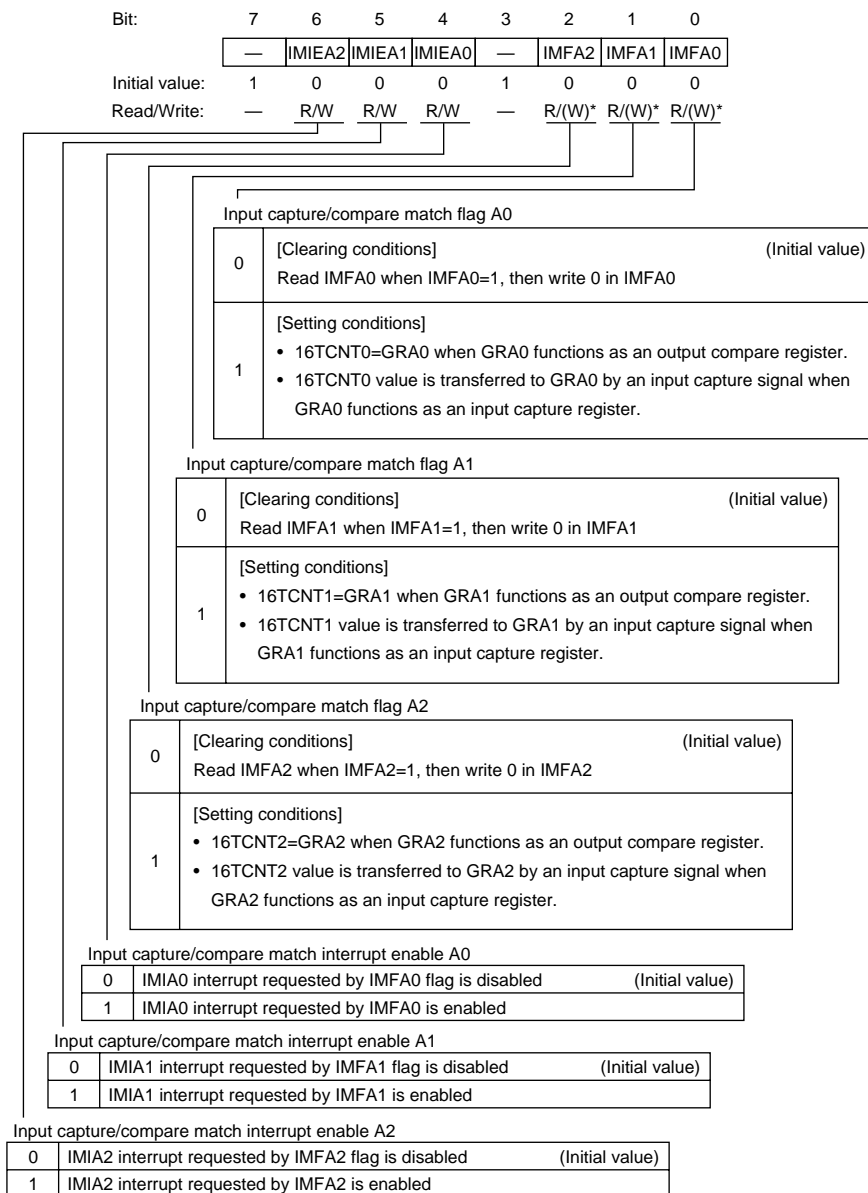 Bit: 7 6 5 4 3 2 1 0
— IMIEA2 IMIEA1 IMIEA0 — IMFA2 IMFA1 IMFA0
Initial value: 1 0 0 0 1 0 0 0
Read/Write: — R/W R/W R/W — R/(W)* R/(W)* R/(W)*
Input capture/compare match flag A0
0 [Clearing conditions] (Initial value)
Read IMFA0 when IMFA0=1, then write 0 in IMFA0
1 [Setting conditions]
• 16TCNT0=GRA0 when GRA0 functions as an output compare register.
• 16TCNT0 value is transferred to GRA0 by an input capture signal when
GRA0 functions as an input capture register.
Input capture/compare match flag A1
0 [Clearing conditions] (Initial value)
Read IMFA1 when IMFA1=1, then write 0 in IMFA1
1 [Setting conditions]
• 16TCNT1=GRA1 when GRA1 functions as an output compare register.
• 16TCNT1 value is transferred to GRA1 by an input capture signal when
GRA1 functions as an input capture register.
Input capture/compare match flag A2
0 [Clearing conditions] (Initial value)
Read IMFA2 when IMFA2=1, then write 0 in IMFA2
1 [Setting conditions]
• 16TCNT2=GRA2 when GRA2 functions as an output compare register.
• 16TCNT2 value is transferred to GRA2 by an input capture signal when
GRA2 functions as an input capture register.
Input capture/compare match interrupt enable A0
0 IMIA0 interrupt requested by IMFA0 flag is disabled (Initial value)
1 IMIA0 interrupt requested by IMFA0 is enabled
Input capture/compare match interrupt enable A1
0 IMIA1 interrupt requested by IMFA1 flag is disabled (Initial value)
1 IMIA1 interrupt requested by IMFA1 is enabled
Input capture/compare match interrupt enable A2
0 IMIA2 interrupt requested by IMFA2 flag is disabled (Initial value)
1 IMIA2 interrupt requested by IMFA2 is enabled